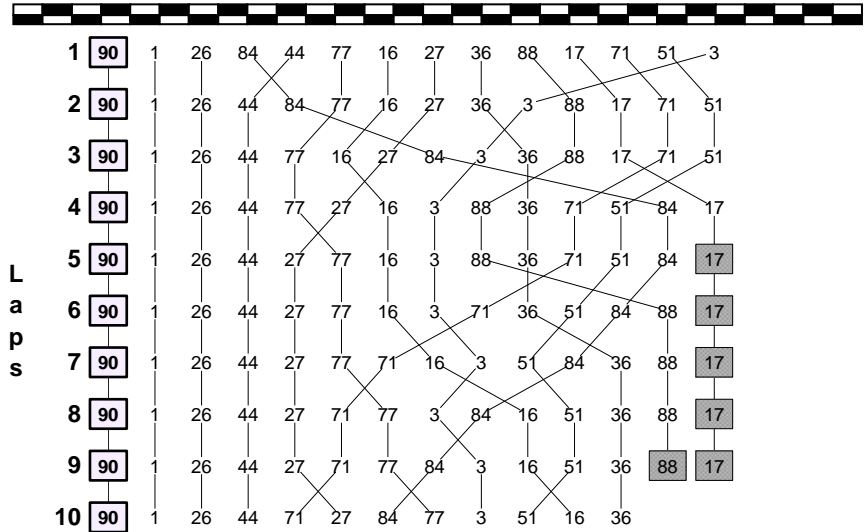 1 90 1 26 84 44 77 16 27 36 88 17 71 51 3
2 90 1 26 44 84 77 16 27 36 3 88 17 71 51
3 90 1 26 44 77 16 27 84 3 36 88 17 71 51
4 90 1 26 44 77 27 16 3 88 36 71 51 84 17
Laps
5 90 1 26 44 27 77 16 3 88 36 71 51 84 17
6 90 1 26 44 27 77 16 3 71 36 51 84 88 17
7 90 1 26 44 27 77 71 16 3 51 84 36 88 17
8 90 1 26 44 27 71 77 3 84 16 51 36 88 17
9 90 1 26 44 27 71 77 84 3 16 51 36 88 17
10 90 1 26 44 71 27 84 77 3 51 16 36